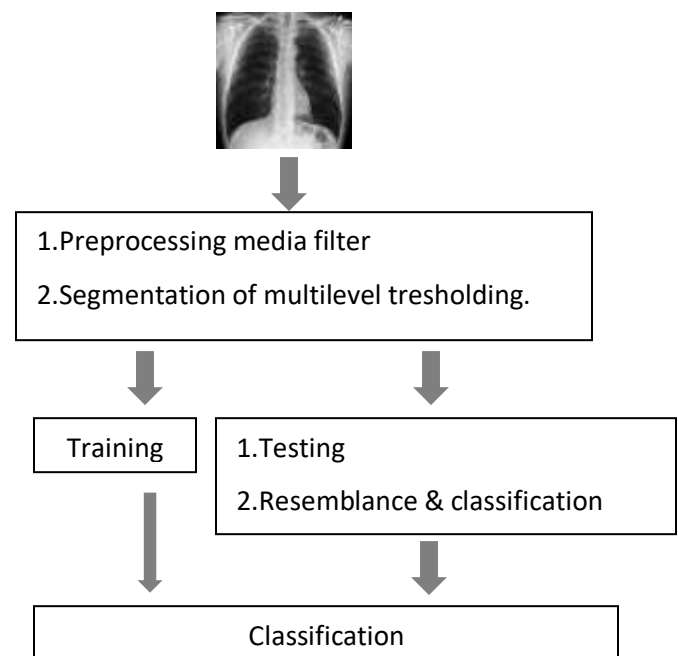 1.Preprocessing media filter
2.Segmentation of multilevel tresholding.
Training
1.Testing
2.Resemblance & classification
Classification